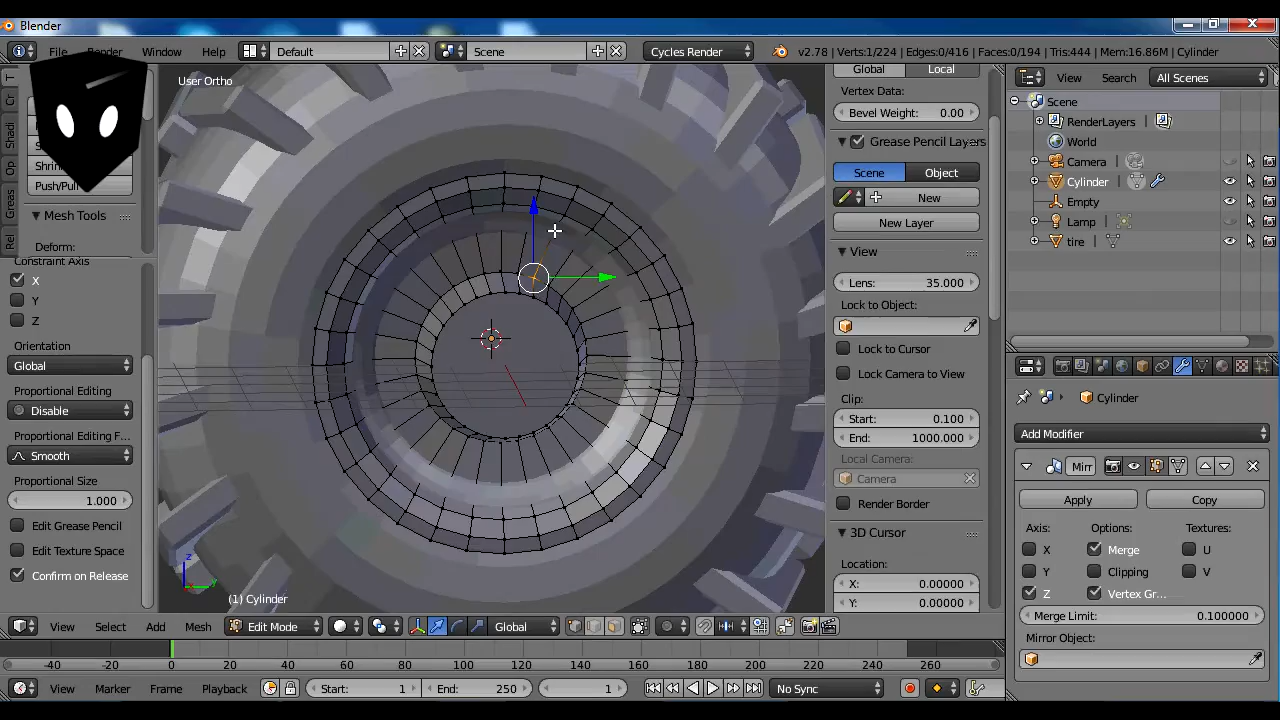 Blender
File
Render
Window
Help
Default
Scene
Cycles Render
v2.78 | Verts:1/224 | Edges:0/416 | Faces:0/194 | Tris:444 | Mem:16.86M | Cylinder
T
Cr
Shadi
Op
Greas
Rel
Shrin
Push/Pull
Mesh Tools
Deform:
Constraint Axis
X
Y
Z
Orientation
Global
Proportional Editing
Disable
Proportional Editing F...
Smooth
Proportional Size
1.000
Edit Grease Pencil
Edit Texture Space
Confirm on Release
User Ortho
z
y
(1) Cylinder
Global
Local
Vertex Data:
Bevel Weight: 0.00
Grease Pencil Layers
Scene
Object
New
New Layer
View
Lens: 35.000
Lock to Object:
Lock to Cursor
Lock Camera to View
Clip:
Start: 0.100
End: 1000.000
Local Camera:
Camera
Render Border
3D Cursor
Location:
X: 0.00000
Y: 0.00000
View
Search
All Scenes
Scene
RenderLayers
World
Camera
Cylinder
Empty
Lamp
tire
Cylinder
Add Modifier
Mirr
Apply
Copy
Axis:
Options:
Textures:
X
Merge
U
Y
Clipping
V
Z
Vertex Gr...
Merge Limit: 0.100000
Mirror Object:
View
Select
Add
Mesh
Edit Mode
Global
-40 -20 0 20 40 60 80 100 120 140 160 180 200 220 240 260
View
Marker
Frame
Playback
Start: 1
End: 250
1
No Sync